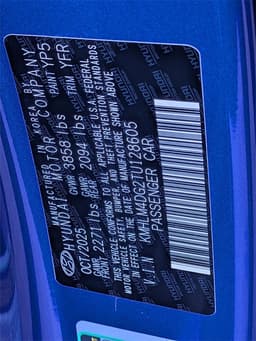 MANUFACTURED IN KOREA BY
HYUNDAI MOTOR COMPANY
OCT/2025 GVWR 3858 lbs PAINT YP5
GAWR TRIM YFR
FRONT 2271 lbs REAR 2094 lbs
THIS VEHICLE CONFORMS TO ALL APPLICABLE U.S.A. FEDERAL
MOTOR VEHICLE SAFETY, BUMPER, AND THEFT PREVENTION STANDARDS
IN EFFECT ON THE DATE OF MANUFACTURE SHOWN ABOVE.
V.I.N KMHLM4DG2TU128605
PASSENGER CAR